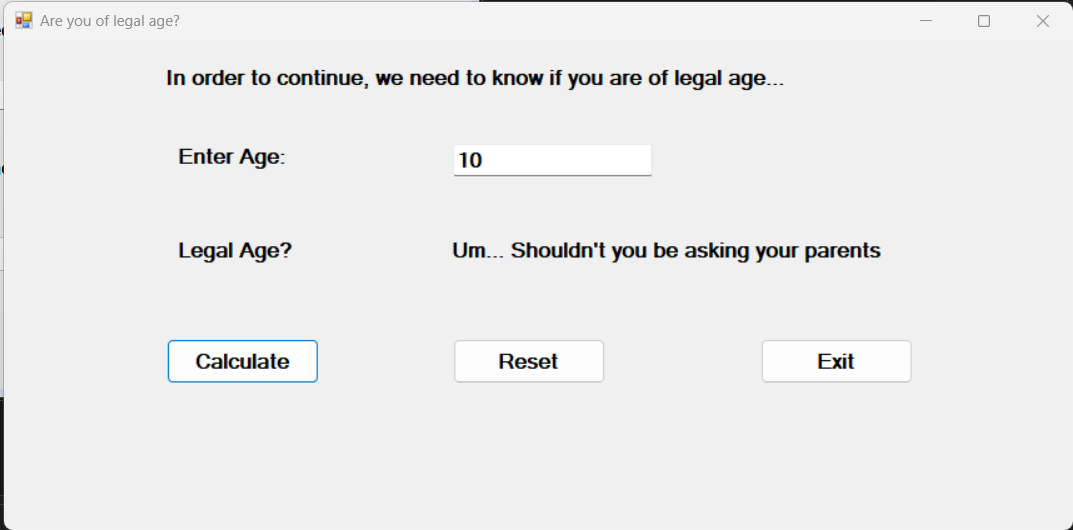 Are you of legal age?
In order to continue, we need to know if you are of legal age...
Enter Age:
10
Legal Age?
Um... Shouldn't you be asking your parents
Calculate
Reset
Exit